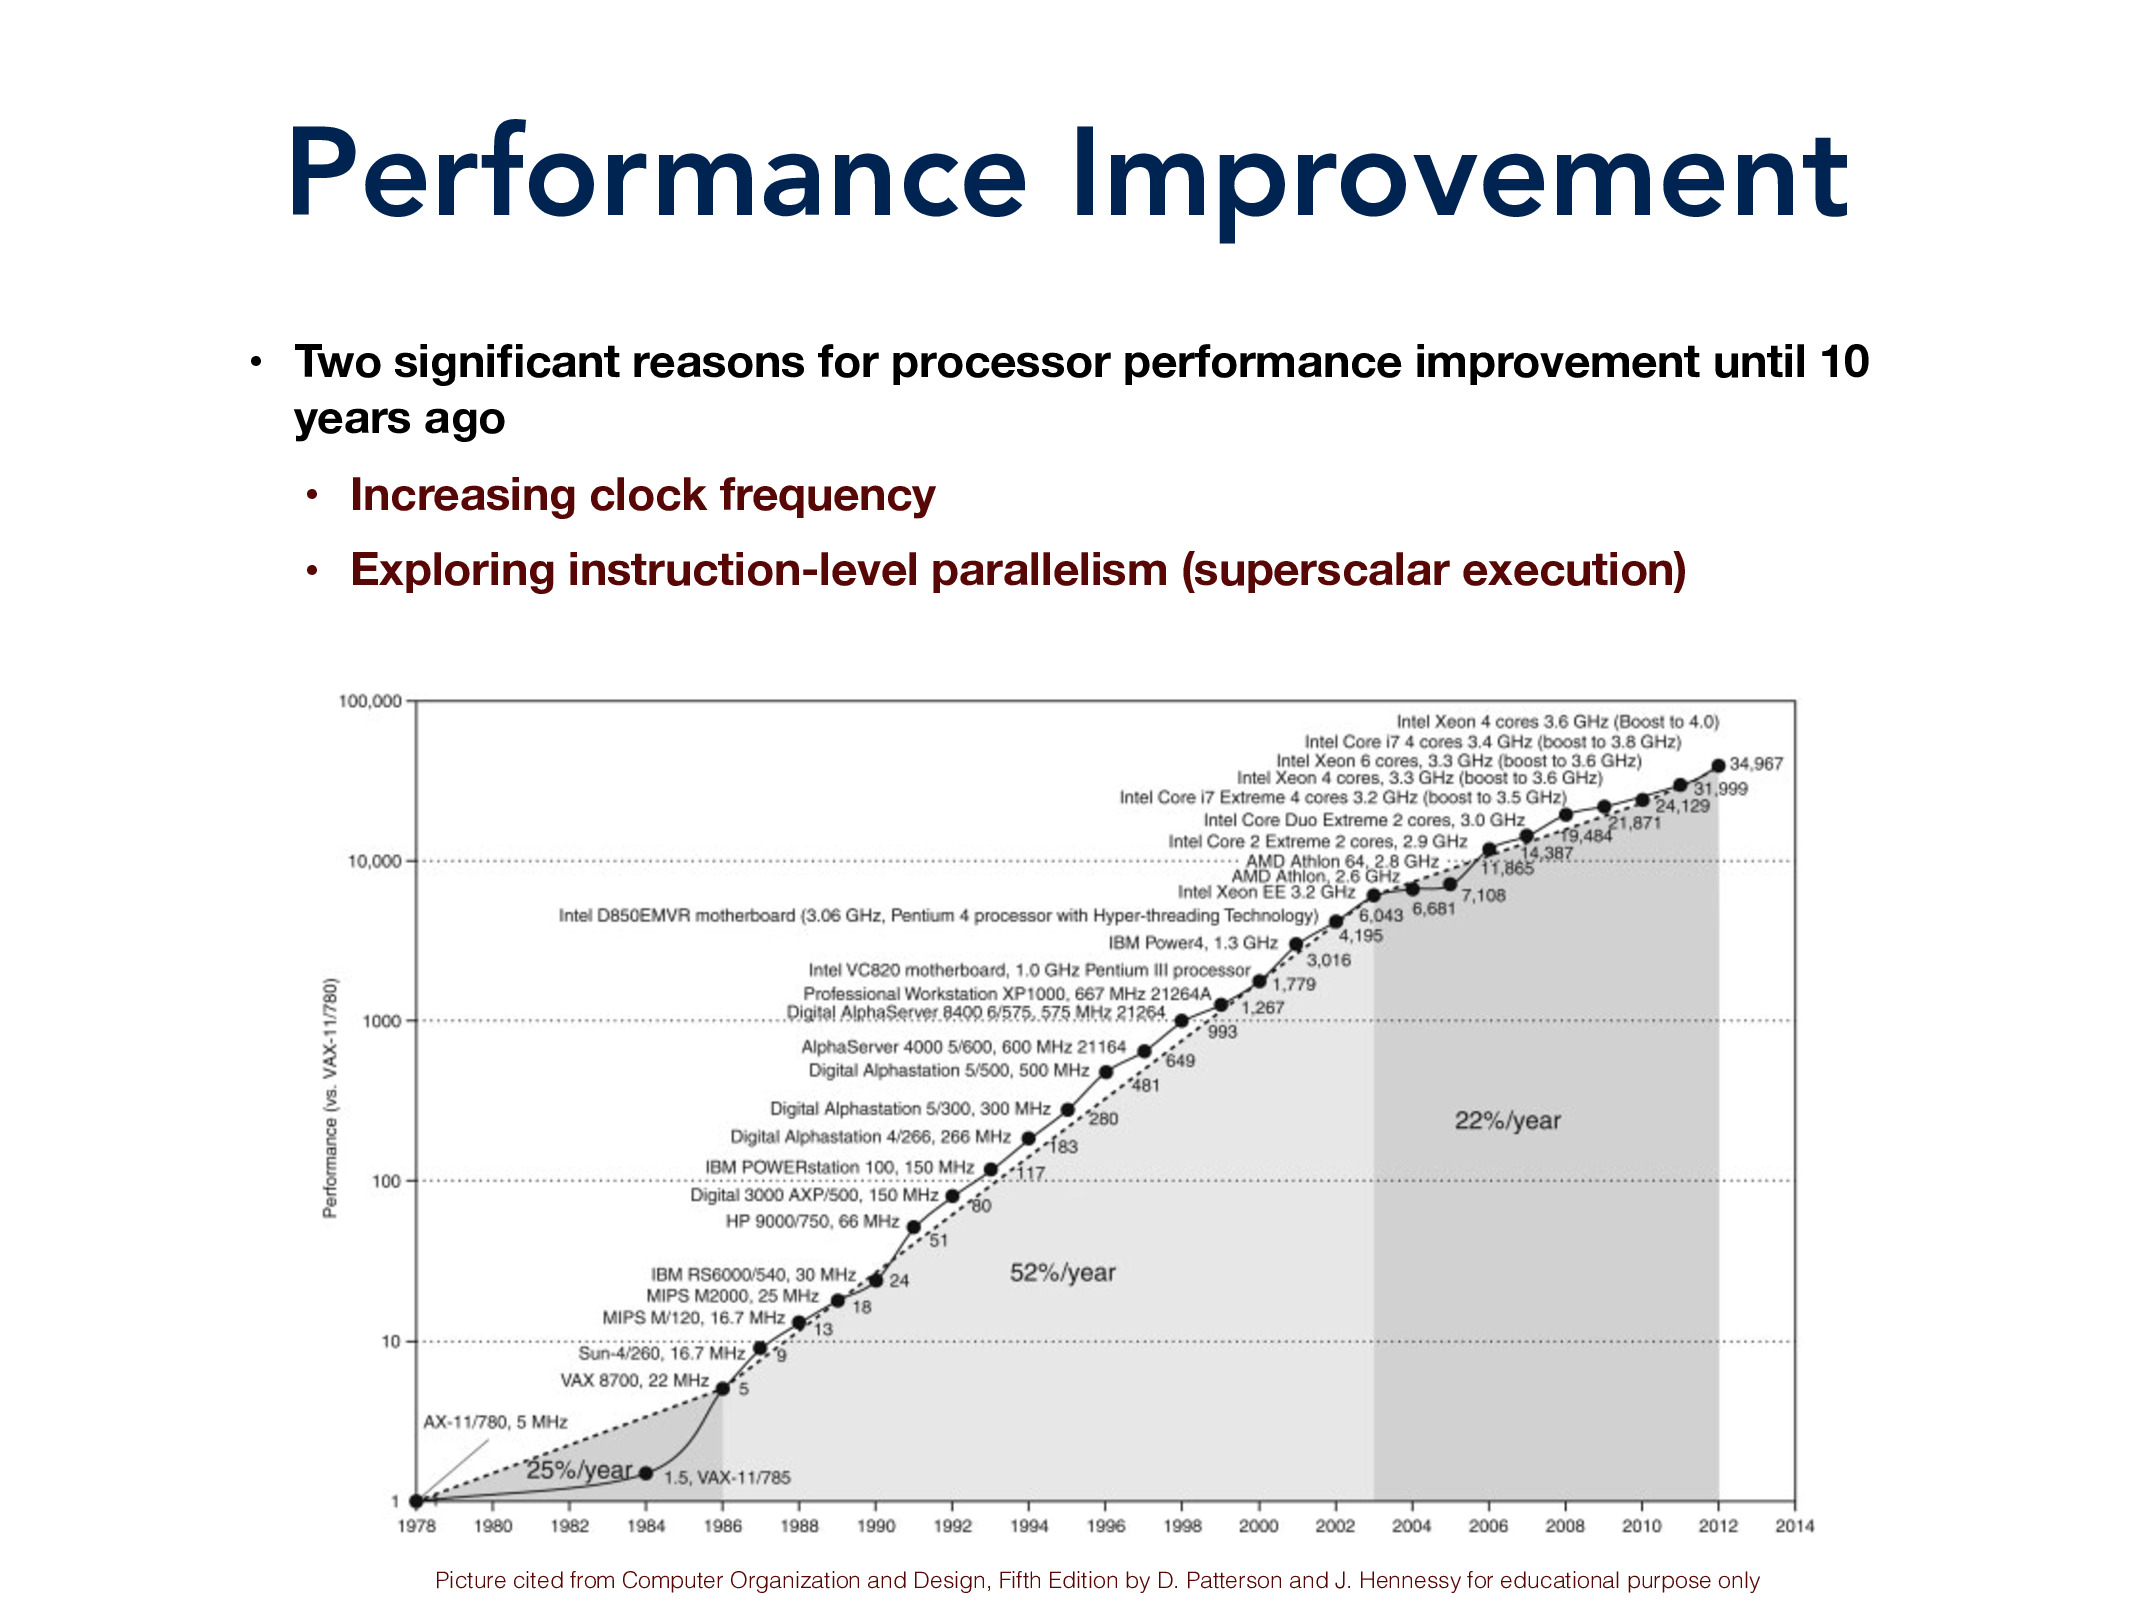 Performance Improvement
• Two significant reasons for processor performance improvement until 10
years ago
• Increasing clock frequency
• Exploring instruction-level parallelism (superscalar execution)
100,000
10,000
1000
100
10
1
Performance (vs. VAX-11/780)
Intel Xeon 4 cores 3.6 GHz (Boost to 4.0)
Intel Core i7 4 cores 3.4 GHz (boost to 3.8 GHz)
Intel Xeon 6 cores, 3.3 GHz (boost to 3.6 GHz)
Intel Xeon 4 cores, 3.3 GHz (boost to 3.6 GHz)
Intel Core i7 Extreme 4 cores 3.2 GHz (boost to 3.5 GHz)
Intel Core Duo Extreme 2 cores, 3.0 GHz
Intel Core 2 Extreme 2 cores, 2.9 GHz
AMD Athlon 64, 2.8 GHz
AMD Athlon, 2.6 GHz
Intel Xeon EE 3.2 GHz
Intel D850EMVR motherboard (3.06 GHz, Pentium 4 processor with Hyper-threading Technology)
IBM Power4, 1.3 GHz
Intel VC820 motherboard, 1.0 GHz Pentium III processor
Professional Workstation XP1000, 667 MHz 21264A
Digital AlphaServer 8400 6/575, 575 MHz 21264
AlphaServer 4000 5/600, 600 MHz 21164
Digital Alphastation 5/500, 500 MHz
Digital Alphastation 5/300, 300 MHz
Digital Alphastation 4/266, 266 MHz
IBM POWERstation 100, 150 MHz
Digital 3000 AXP/500, 150 MHz
HP 9000/750, 66 MHz
IBM RS6000/540, 30 MHz
MIPS M2000, 25 MHz
MIPS M/120, 16.7 MHz
Sun-4/260, 16.7 MHz
VAX 8700, 22 MHz
AX-11/780, 5 MHz
34,967
31,999
24,129
21,871
19,484
14,387
11,865
7,108
6,681
6,043
4,195
3,016
1,779
1,267
993
649
481
280
183
117
80
51
24
18
13
9
5
1.5, VAX-11/785
25%/year
52%/year
22%/year
1978 1980 1982 1984 1986 1988 1990 1992 1994 1996 1998 2000 2002 2004 2006 2008 2010 2012 2014
Picture cited from Computer Organization and Design, Fifth Edition by D. Patterson and J. Hennessy for educational purpose only